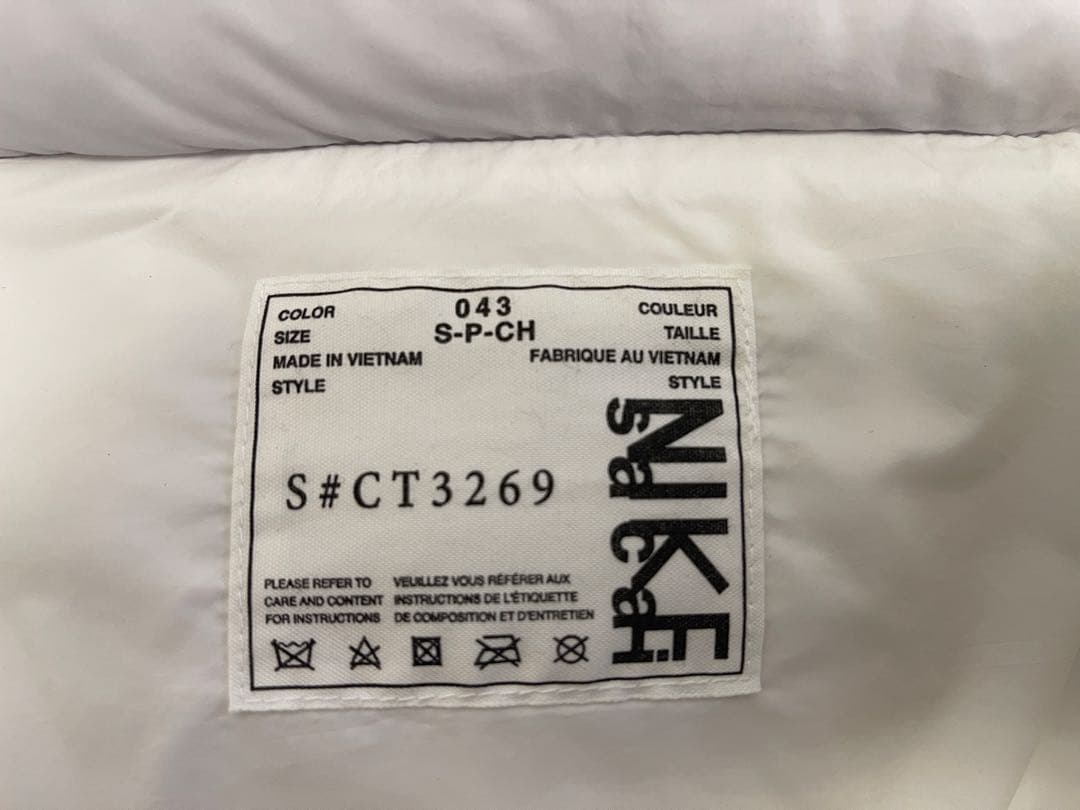 COLOR 043 COULEUR
SIZE S-P-CH TAILLE
MADE IN VIETNAM FABRIQUE AU VIETNAM
STYLE STYLE
S#CT3269
NIKE
sacai
PLEASE REFER TO VEUILLEZ VOUS RÉFÉRER AUX
CARE AND CONTENT INSTRUCTIONS DE L'ÉTIQUETTE
FOR INSTRUCTIONS DE COMPOSITION ET D'ENTRETIEN